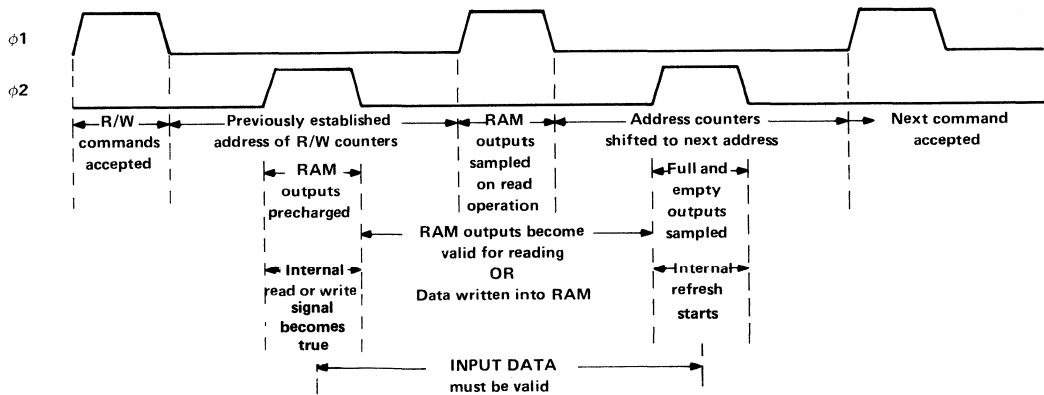 φ1
φ2
R/W
commands
accepted
Previously established
address of R/W counters
RAM
outputs
sampled
on read
operation
Address counters
shifted to next address
Next command
accepted
RAM
outputs
precharged
Full and
empty
outputs
sampled
RAM outputs become
valid for reading
OR
Data written into RAM
Internal
read or write
signal
becomes
true
Internal
refresh
starts
INPUT DATA
must be valid